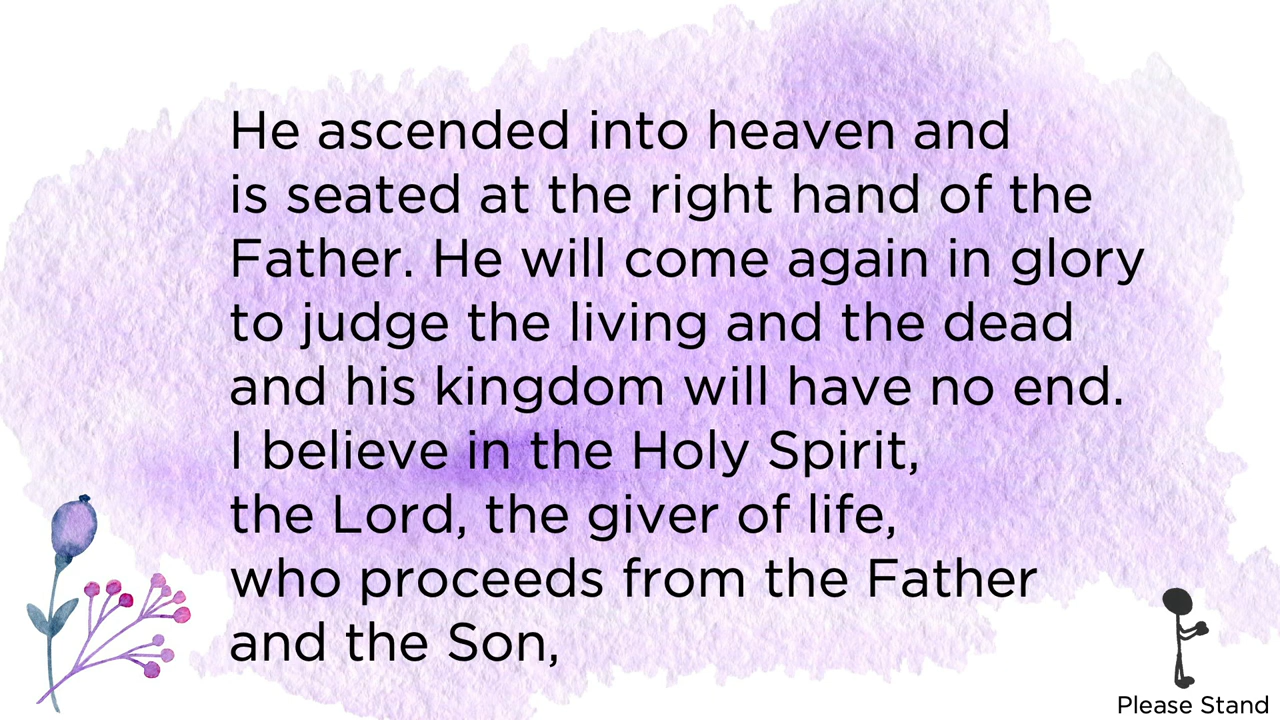 He ascended into heaven and
is seated at the right hand of the
Father. He will come again in glory
to judge the living and the dead
and his kingdom will have no end.
I believe in the Holy Spirit,
the Lord, the giver of life,
who proceeds from the Father
and the Son,
Please Stand